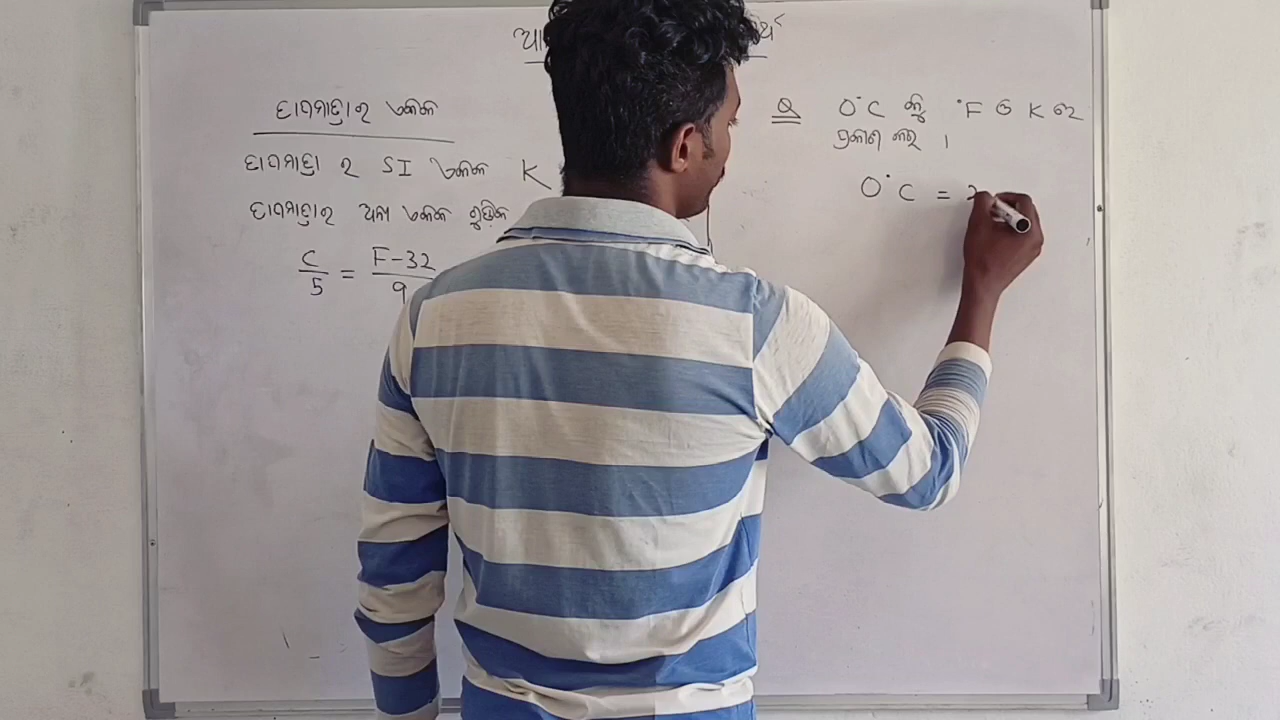 ତାପମାତ୍ରାର ଏକକ
ତାପମାତ୍ରା ର SI ଏକକ K
ତାପମାତ୍ରାର ଅନ୍ୟ ଏକକ ଗୁଡିକ
C/5 = F-32/9
Q 0°C କୁ °F ଓ K ରେ
ପ୍ରକାଶ କର ।
0°C =